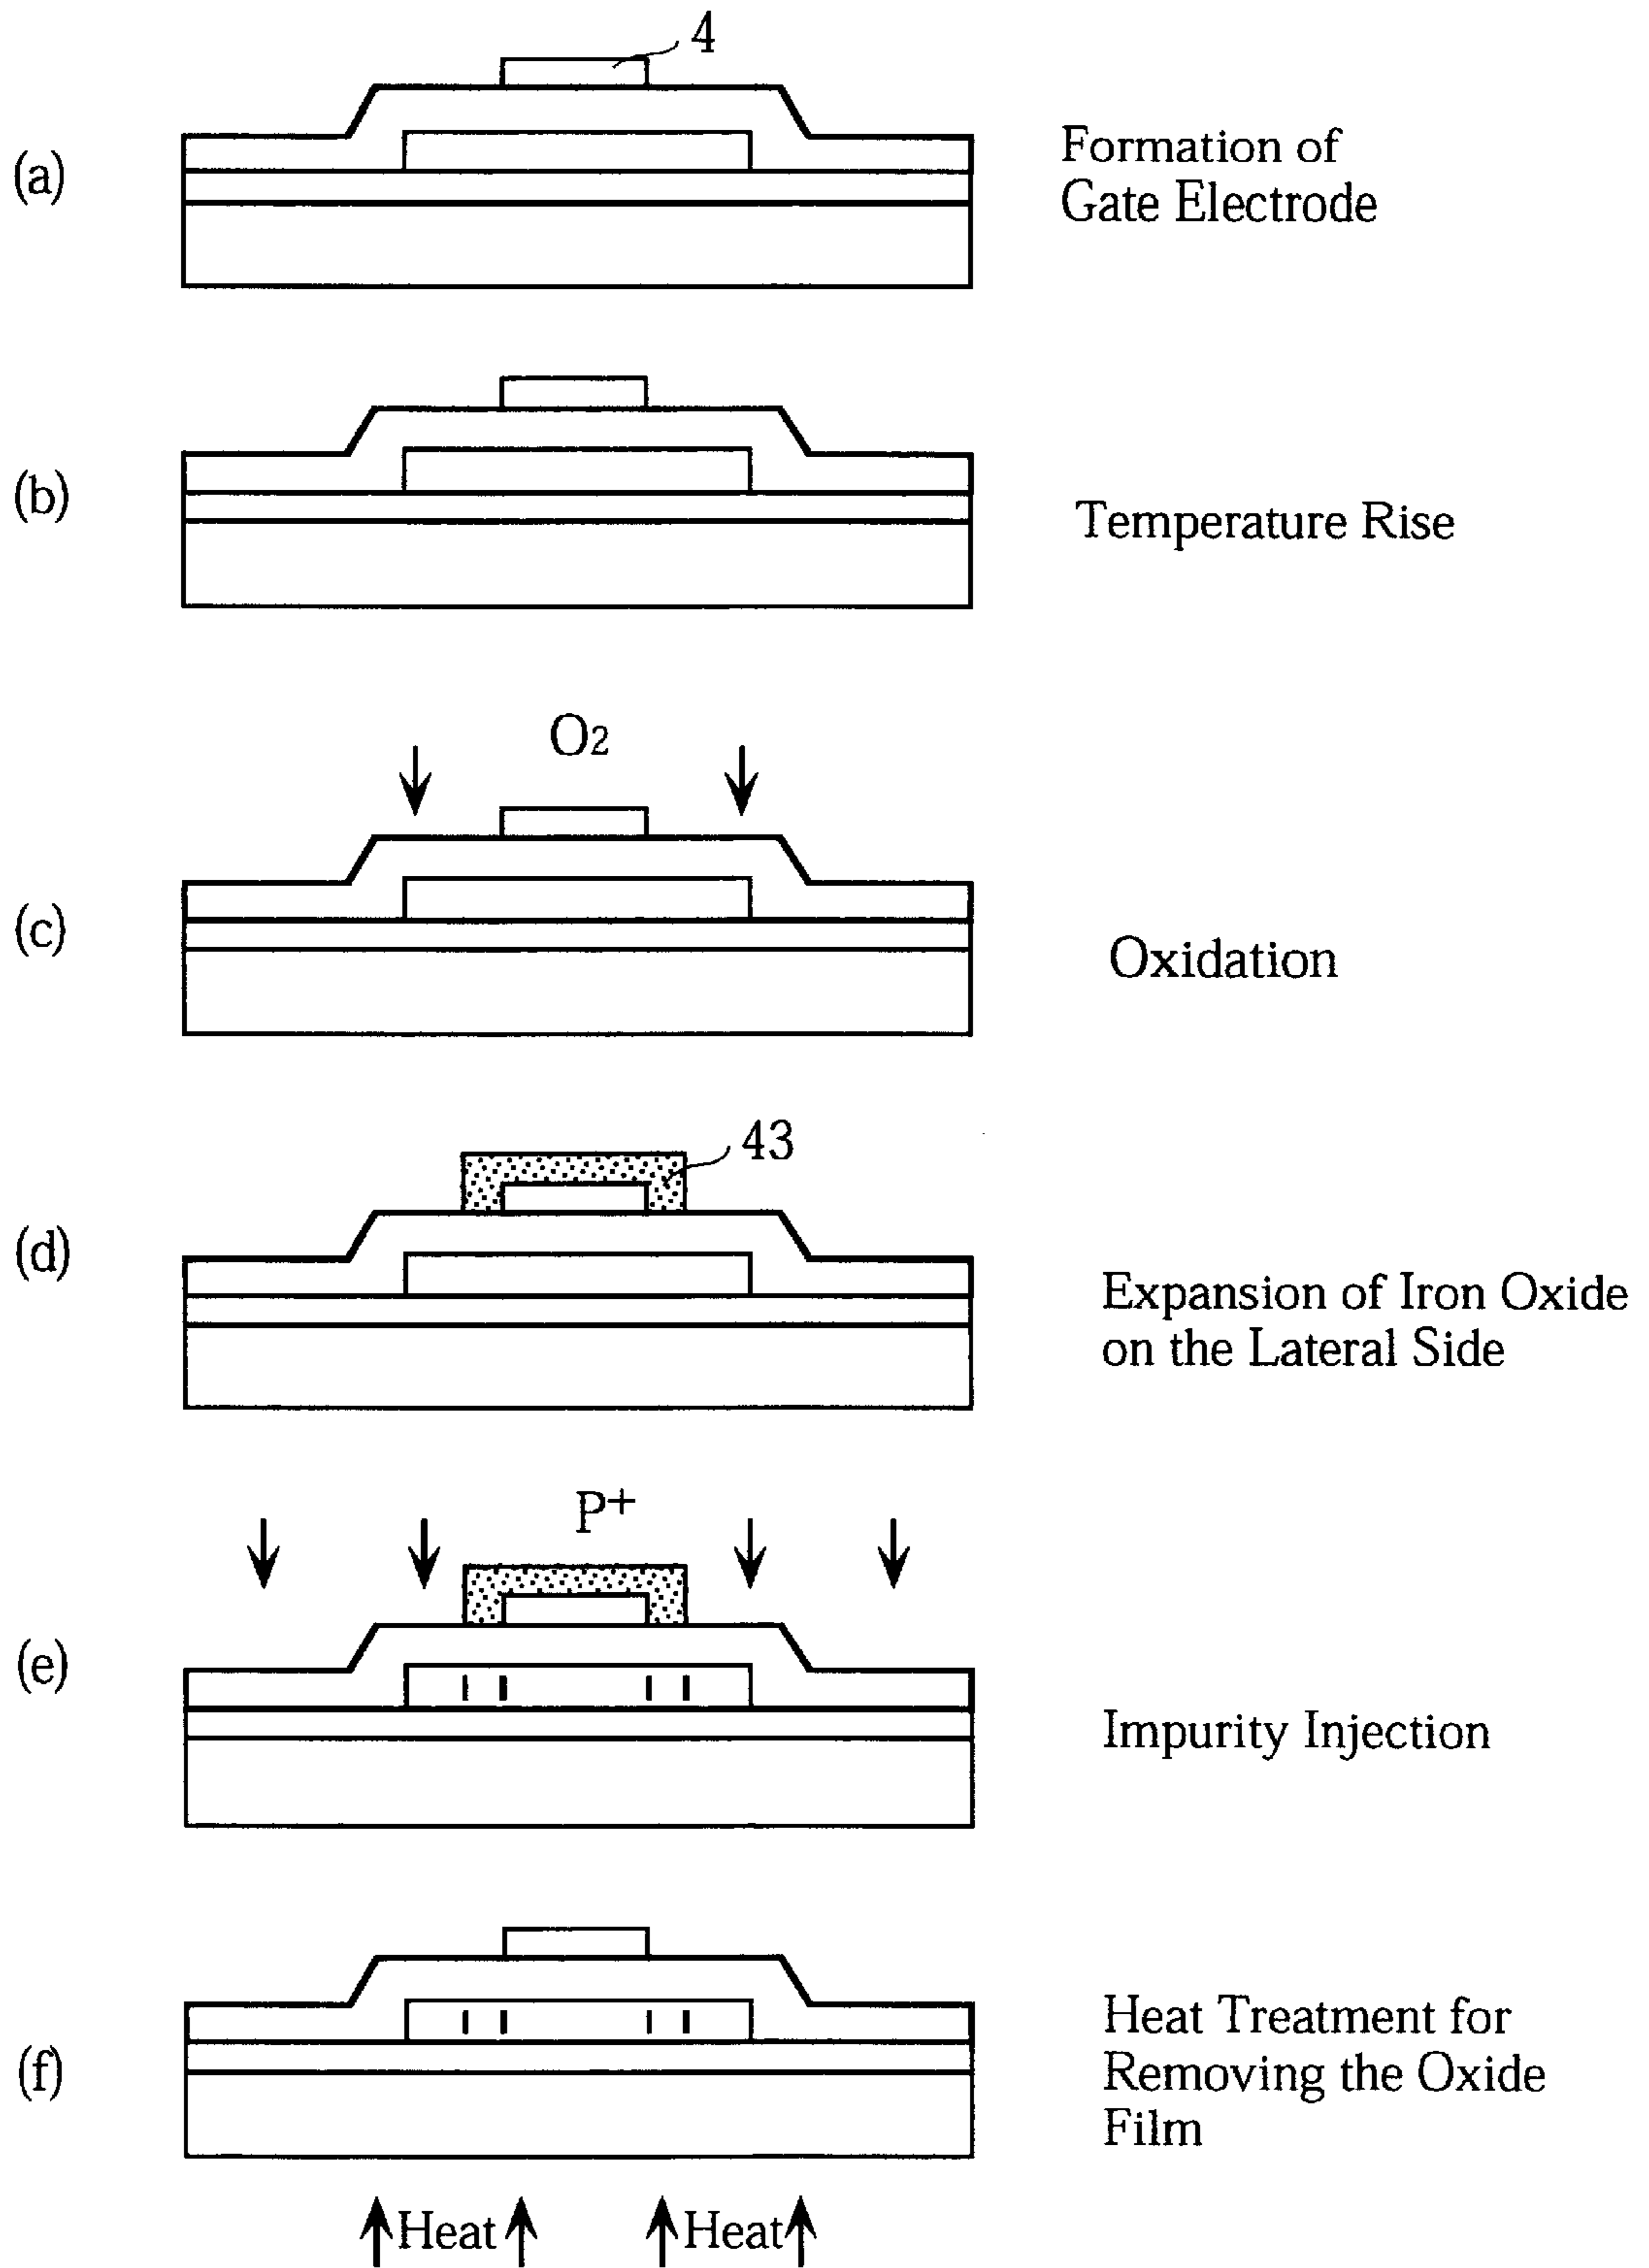 4
(a)
Formation of
Gate Electrode
(b)
Temperature Rise
O2
(c)
Oxidation
43
(d)
Expansion of Iron Oxide
on the Lateral Side
P+
(e)
Impurity Injection
(f)
Heat Treatment for
Removing the Oxide
Film
Heat Heat